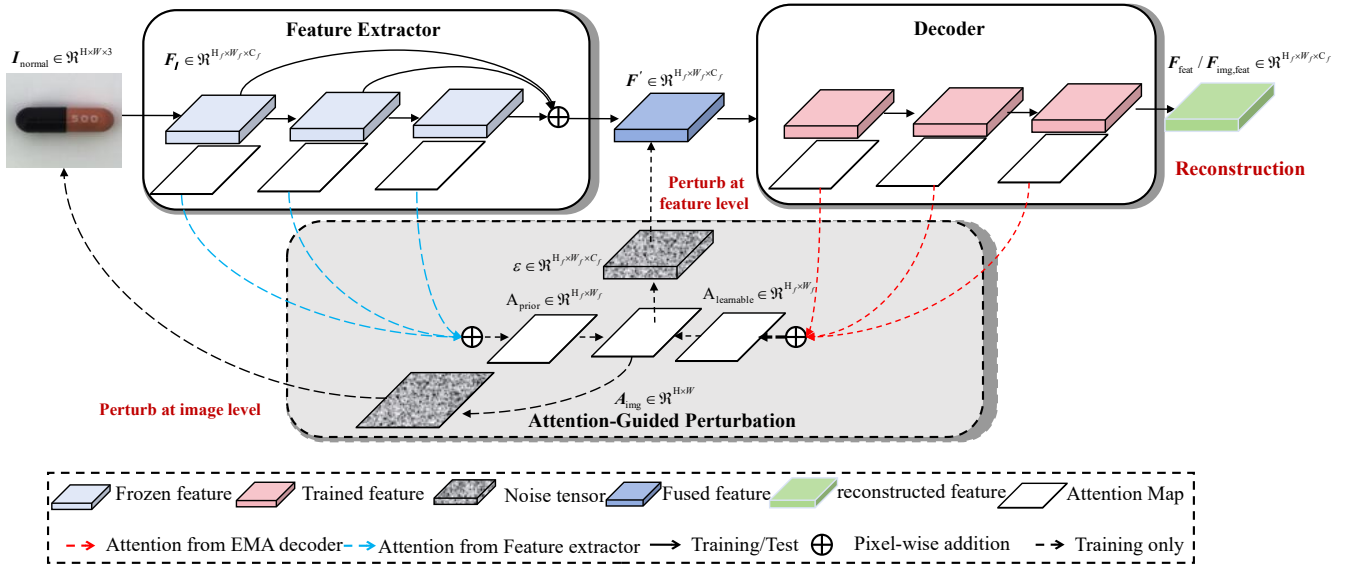 Feature Extractor
Decoder
I_normal ∈ ℜ^H×W×3
F_I ∈ ℜ^H_f×W_f×C_f
F' ∈ ℜ^H_f×W_f×C_f
F_feat / F_img,feat ∈ ℜ^H_f×W_f×C_f
500
Reconstruction
Perturb at
feature level
ε ∈ ℜ^H_f×W_f×C_f
A_prior ∈ ℜ^H_f×W_f
A_learnable ∈ ℜ^H_f×W_f
A_img ∈ ℜ^H×W
Perturb at image level
Attention-Guided Perturbation
Frozen feature
Trained feature
Noise tensor
Fused feature
reconstructed feature
Attention Map
Attention from EMA decoder
Attention from Feature extractor
Training/Test
Pixel-wise addition
Training only